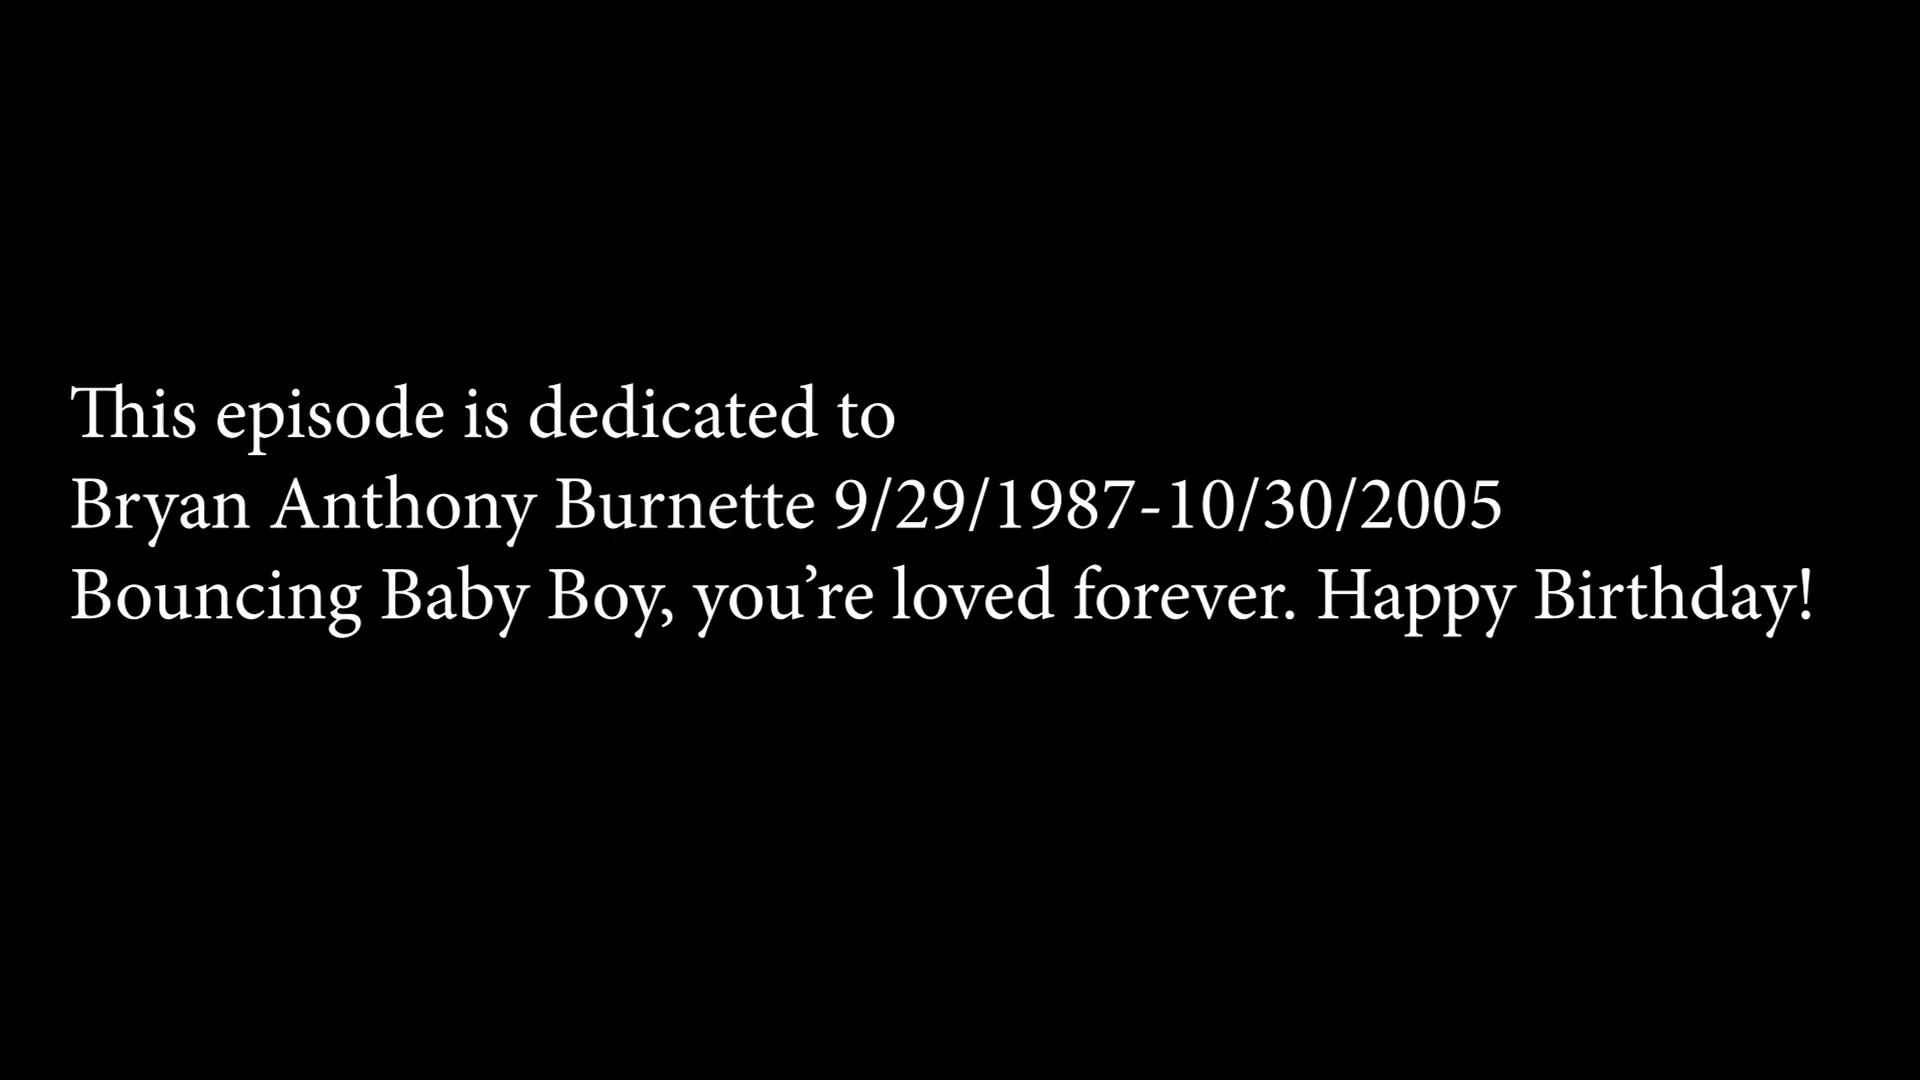 This episode is dedicated to
Bryan Anthony Burnette 9/29/1987-10/30/2005
Bouncing Baby Boy, you’re loved forever. Happy Birthday!